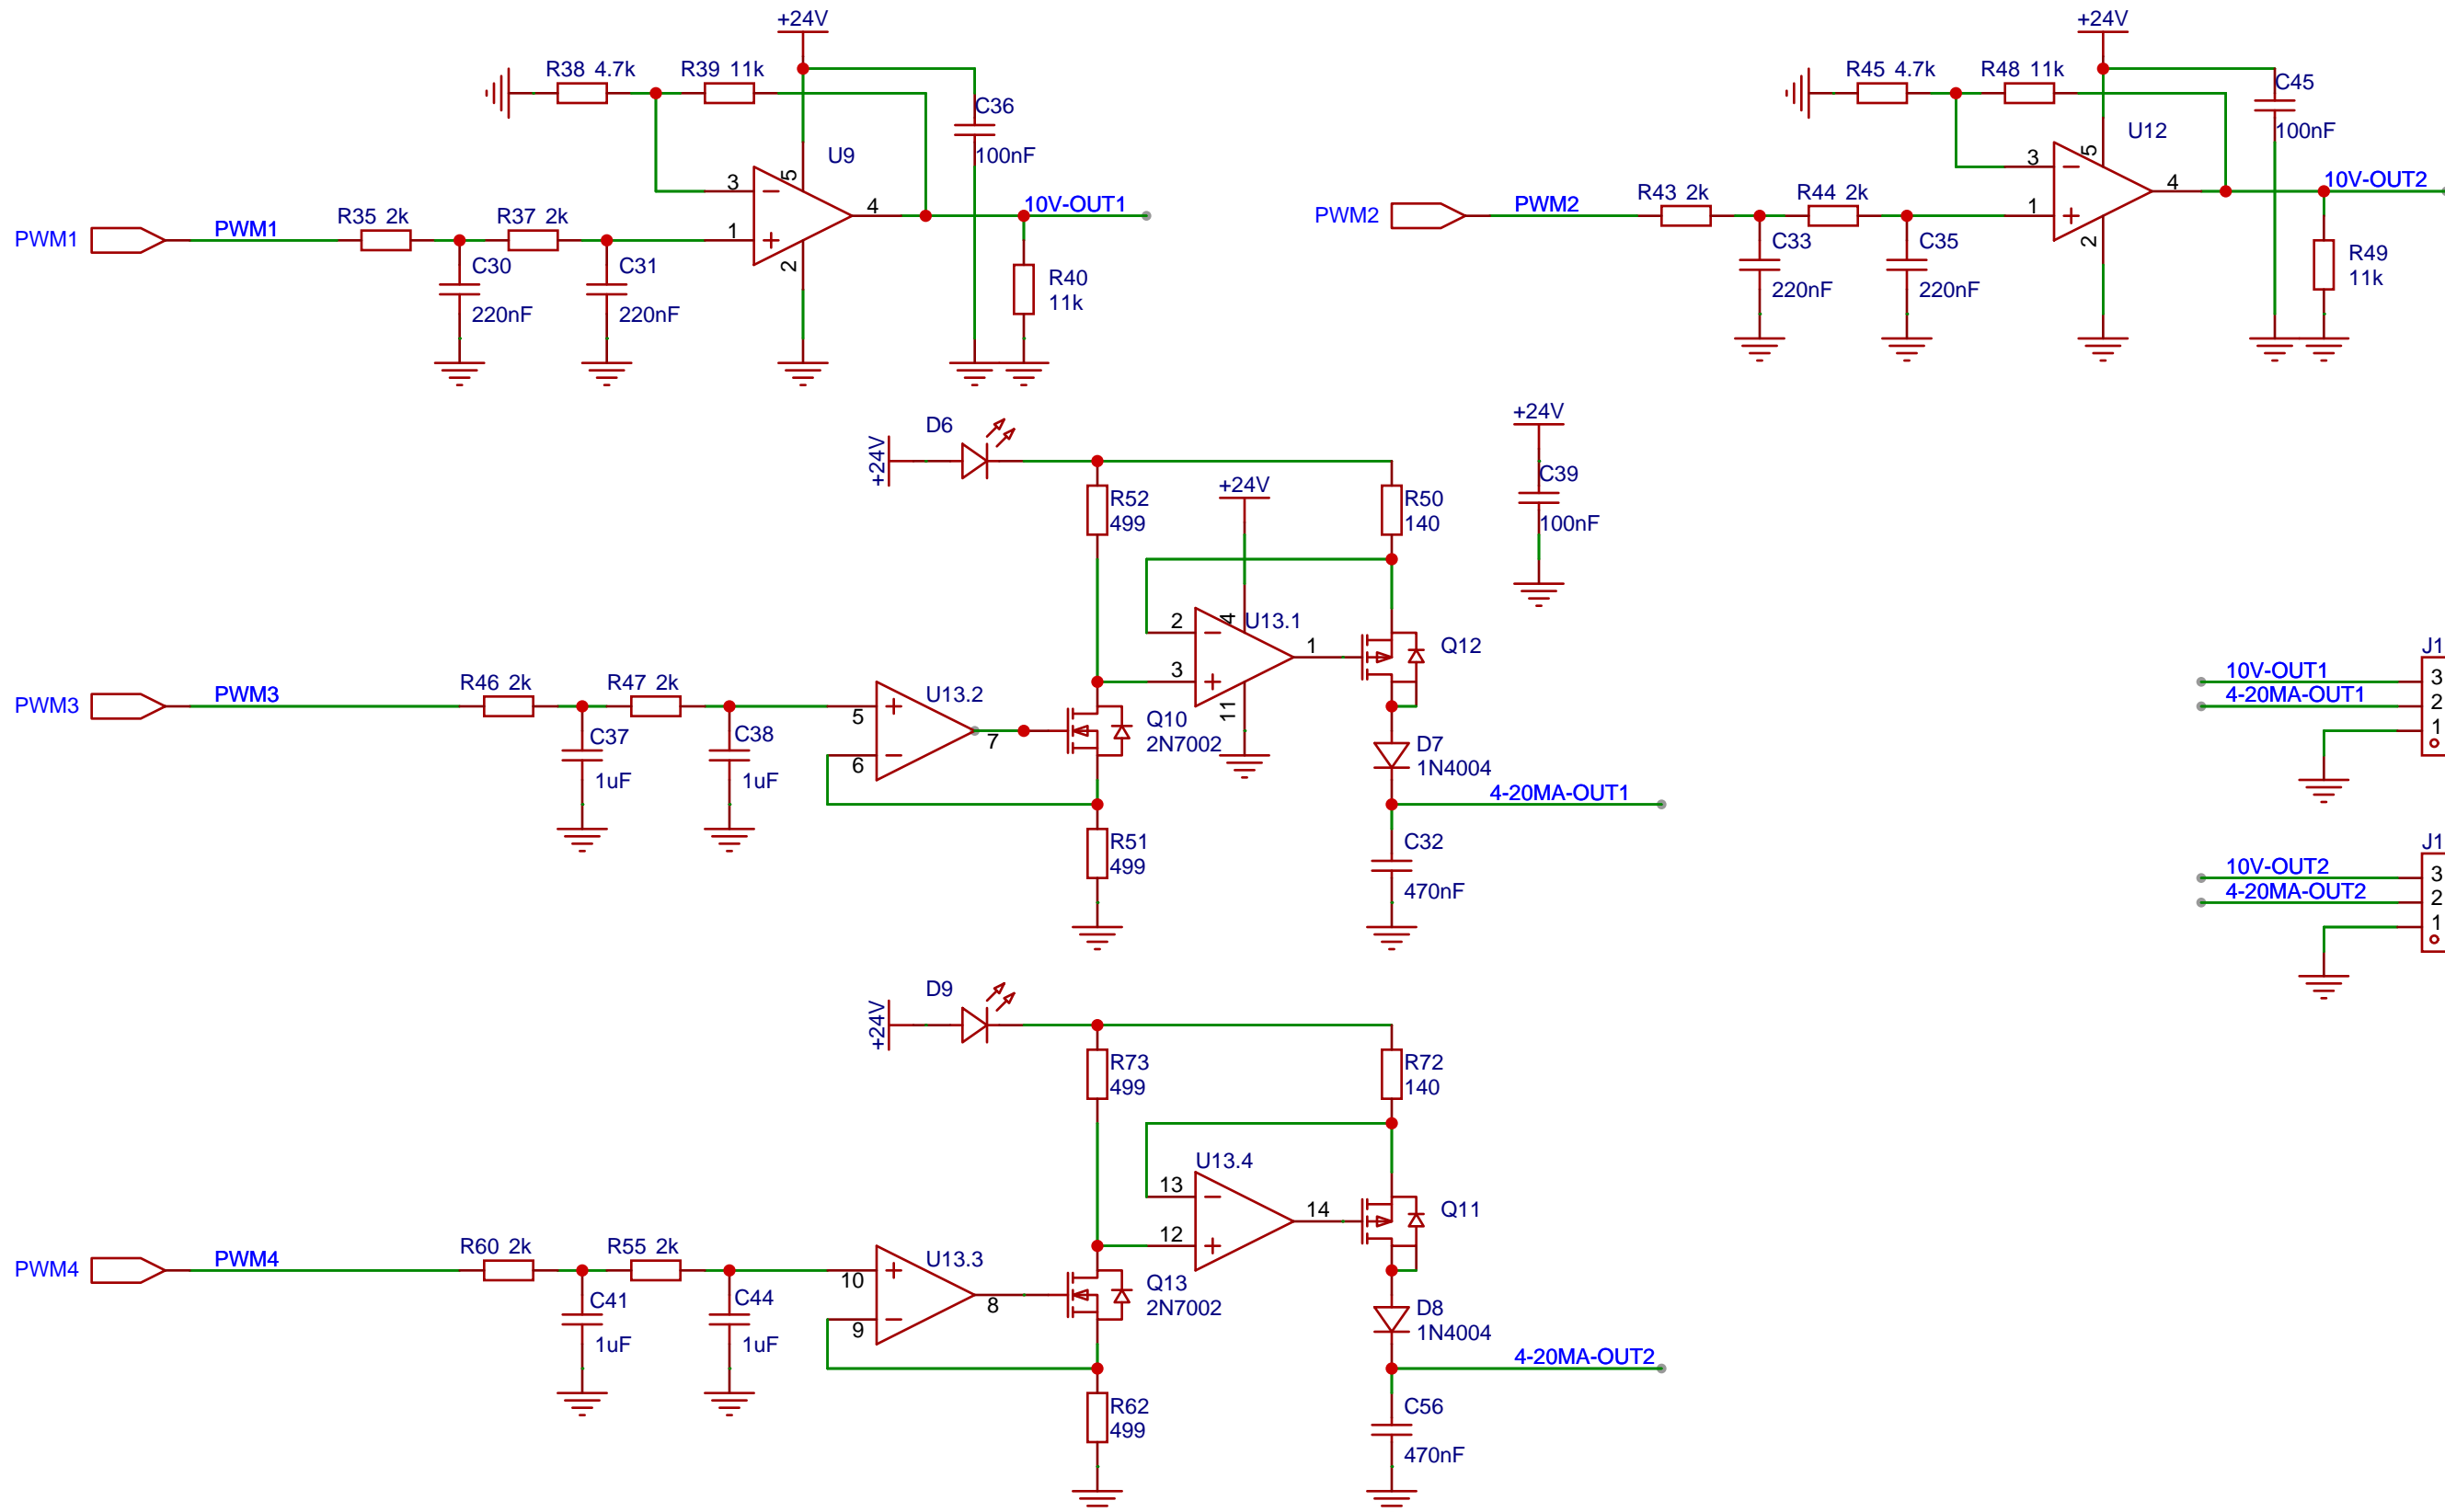 +24V
R38 4.7k
R39 11k
C36
100nF
U9
3
5
4
1
2
10V-OUT1
PWM1
PWM1
R35 2k
R37 2k
C30
220nF
C31
220nF
R40
11k
+24V
R45 4.7k
R48 11k
C45
100nF
U12
3
5
4
1
2
10V-OUT2
PWM2
PWM2
R43 2k
R44 2k
C33
220nF
C35
220nF
R49
11k
+24V
D6
R52
499
+24V
R50
140
+24V
C39
100nF
2
4
U13.1
1
3
11
Q12
PWM3
PWM3
R46 2k
R47 2k
C37
1uF
C38
1uF
U13.2
5
6
7
Q10
2N7002
D7
1N4004
4-20MA-OUT1
R51
499
C32
470nF
J1
10V-OUT1
3
4-20MA-OUT1
2
1
J1
10V-OUT2
3
4-20MA-OUT2
2
1
+24V
D9
R73
499
R72
140
U13.4
13
14
12
Q11
PWM4
PWM4
R60 2k
R55 2k
C41
1uF
C44
1uF
U13.3
10
9
8
Q13
2N7002
D8
1N4004
4-20MA-OUT2
R62
499
C56
470nF